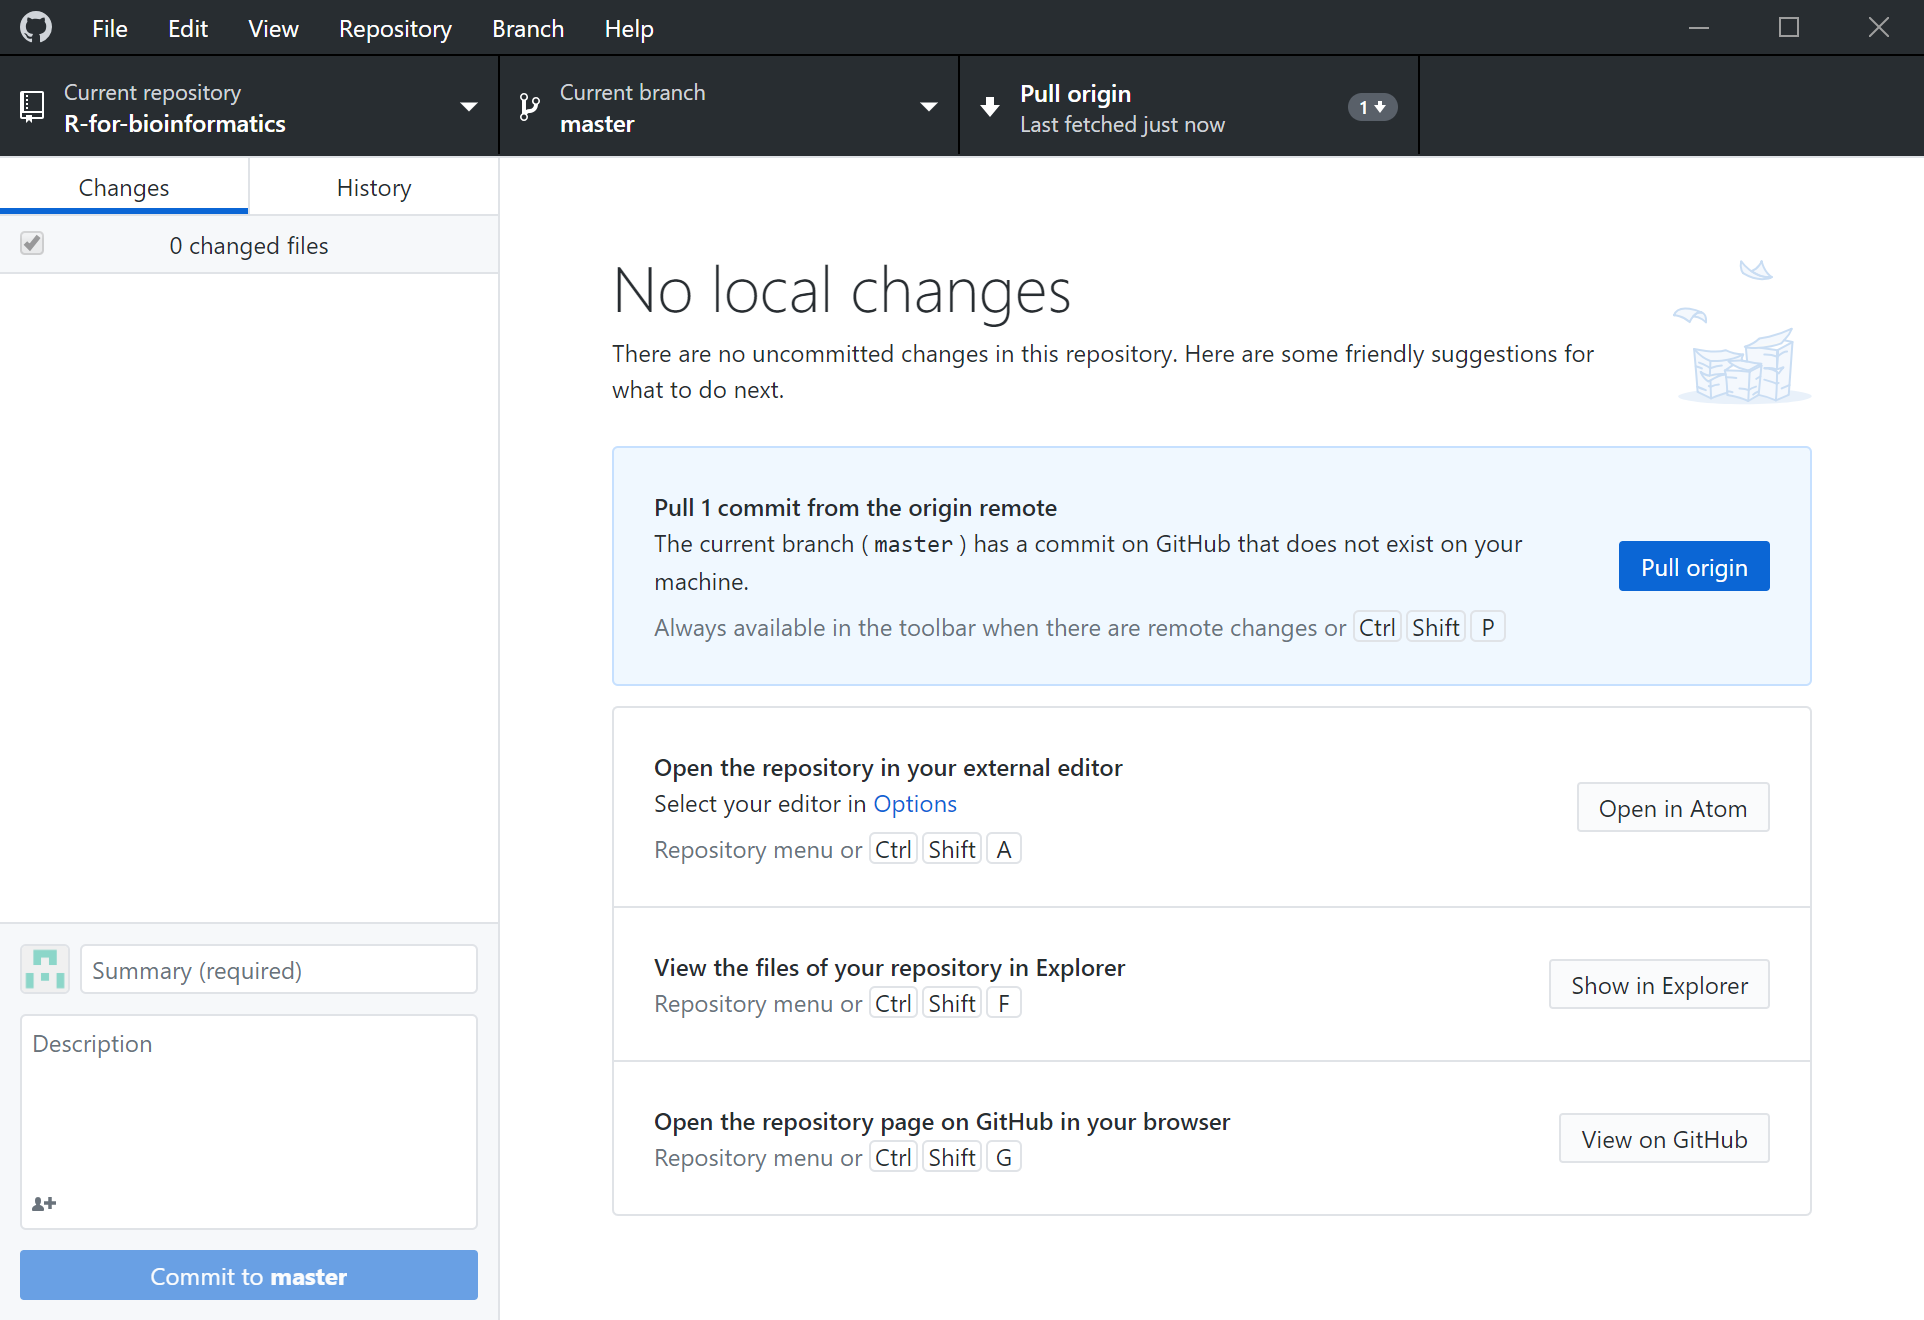 File Edit View Repository Branch Help
Current repository
R-for-bioinformatics
Current branch
master
Pull origin
Last fetched just now
1
Changes History
0 changed files
No local changes
There are no uncommitted changes in this repository. Here are some friendly suggestions for
what to do next.
Pull 1 commit from the origin remote
The current branch ( master ) has a commit on GitHub that does not exist on your
machine.
Always available in the toolbar when there are remote changes or Ctrl Shift P
Pull origin
Open the repository in your external editor
Select your editor in Options
Repository menu or Ctrl Shift A
Open in Atom
View the files of your repository in Explorer
Repository menu or Ctrl Shift F
Show in Explorer
Open the repository page on GitHub in your browser
Repository menu or Ctrl Shift G
View on GitHub
Summary (required)
Description
Commit to master